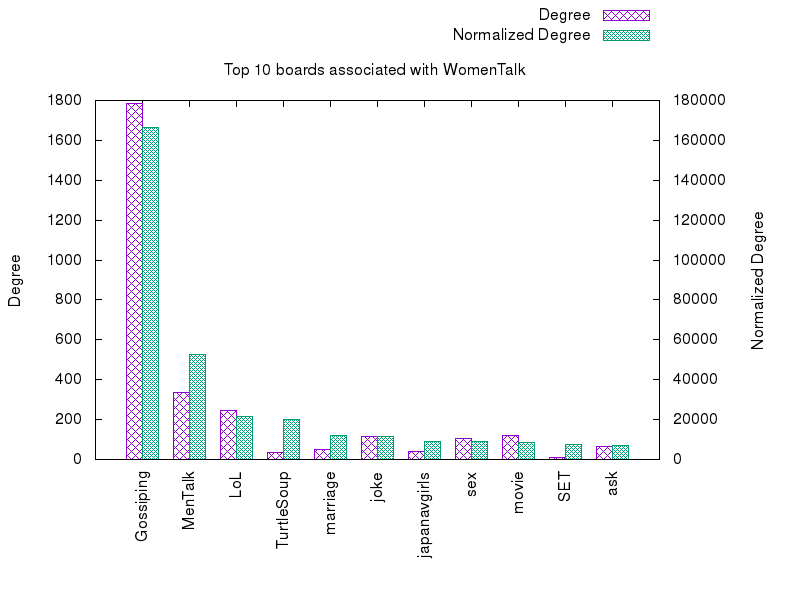 Degree
Normalized Degree
Top 10 boards associated with WomenTalk
1800
1600
1400
1200
1000
800
600
400
200
0
180000
160000
140000
120000
100000
80000
60000
40000
20000
0
Degree
Normalized Degree
Gossiping
MenTalk
LoL
TurtleSoup
marriage
joke
japanavgirls
sex
movie
SET
ask